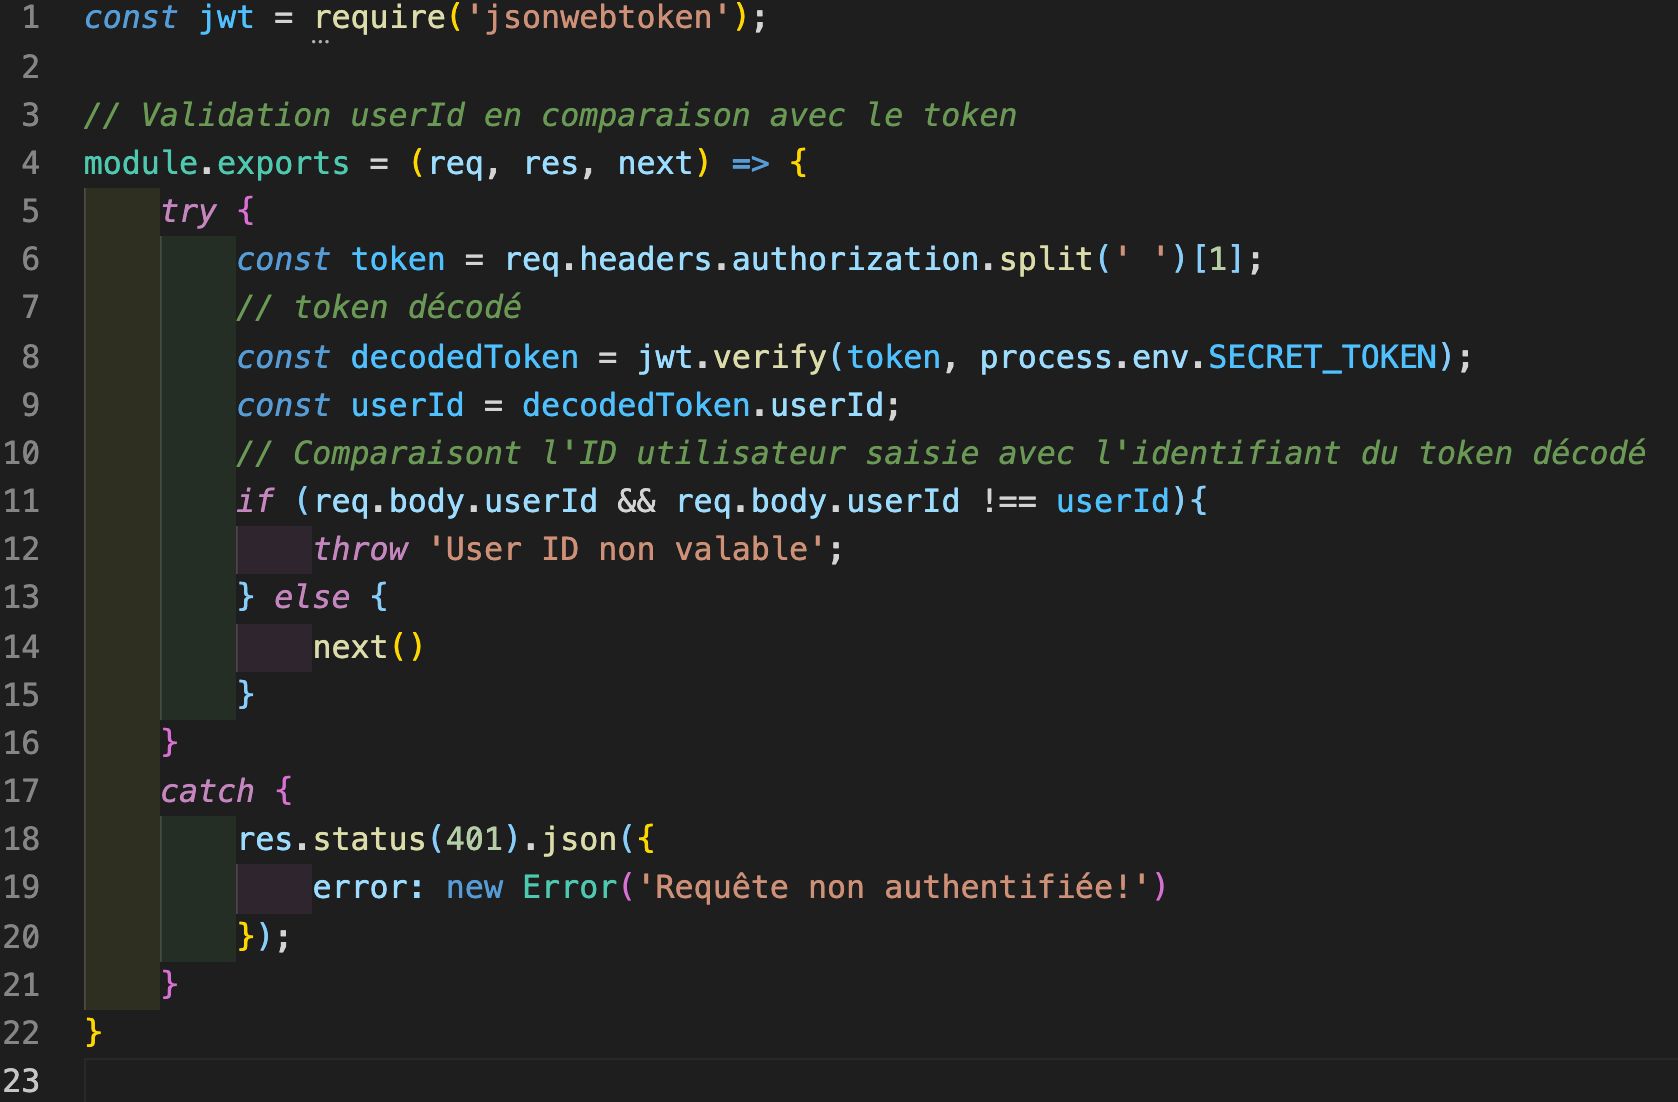 1 const jwt = require('jsonwebtoken');
2
3 // Validation userId en comparaison avec le token
4 module.exports = (req, res, next) => {
5 try {
6 const token = req.headers.authorization.split(' ')[1];
7 // token décodé
8 const decodedToken = jwt.verify(token, process.env.SECRET_TOKEN);
9 const userId = decodedToken.userId;
10 // Comparaisont l'ID utilisateur saisie avec l'identifiant du token décodé
11 if (req.body.userId && req.body.userId !== userId){
12 throw 'User ID non valable';
13 } else {
14 next()
15 }
16 }
17 catch {
18 res.status(401).json({
19 error: new Error('Requête non authentifiée!')
20 });
21 }
22 }
23